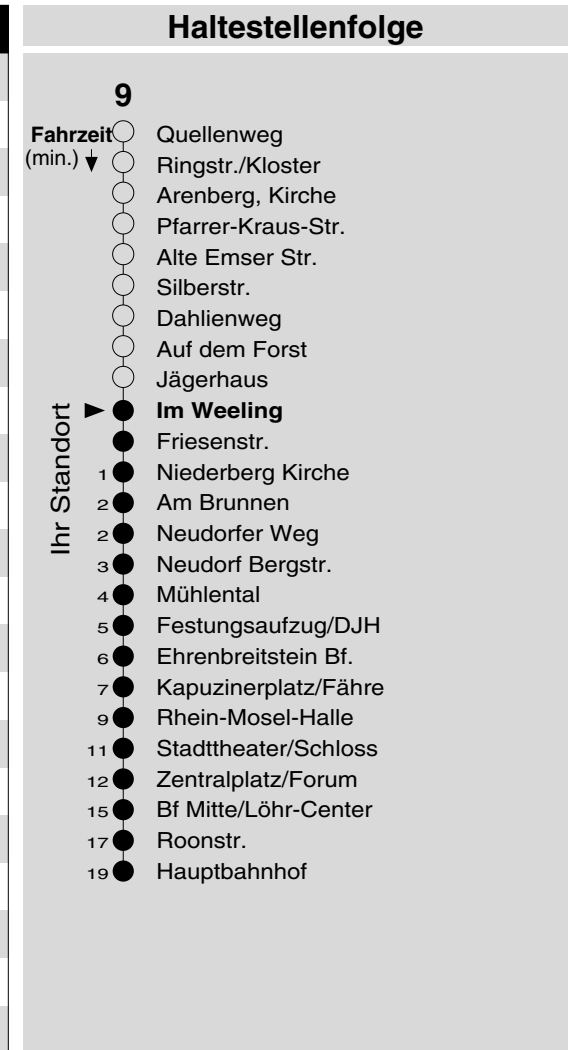 Haltestellenfolge
9
Fahrzeit Quellenweg
(min.) Ringstr./Kloster
Arenberg, Kirche
Pfarrer-Kraus-Str.
Alte Emser Str.
Silberstr.
Dahlienweg
Auf dem Forst
Jägerhaus
Ihr Standort
Im Weeling
Friesenstr.
1 Niederberg Kirche
2 Am Brunnen
2 Neudorfer Weg
3 Neudorf Bergstr.
4 Mühlental
5 Festungsaufzug/DJH
6 Ehrenbreitstein Bf.
7 Kapuzinerplatz/Fähre
9 Rhein-Mosel-Halle
11 Stadttheater/Schloss
12 Zentralplatz/Forum
15 Bf Mitte/Löhr-Center
17 Roonstr.
19 Hauptbahnhof